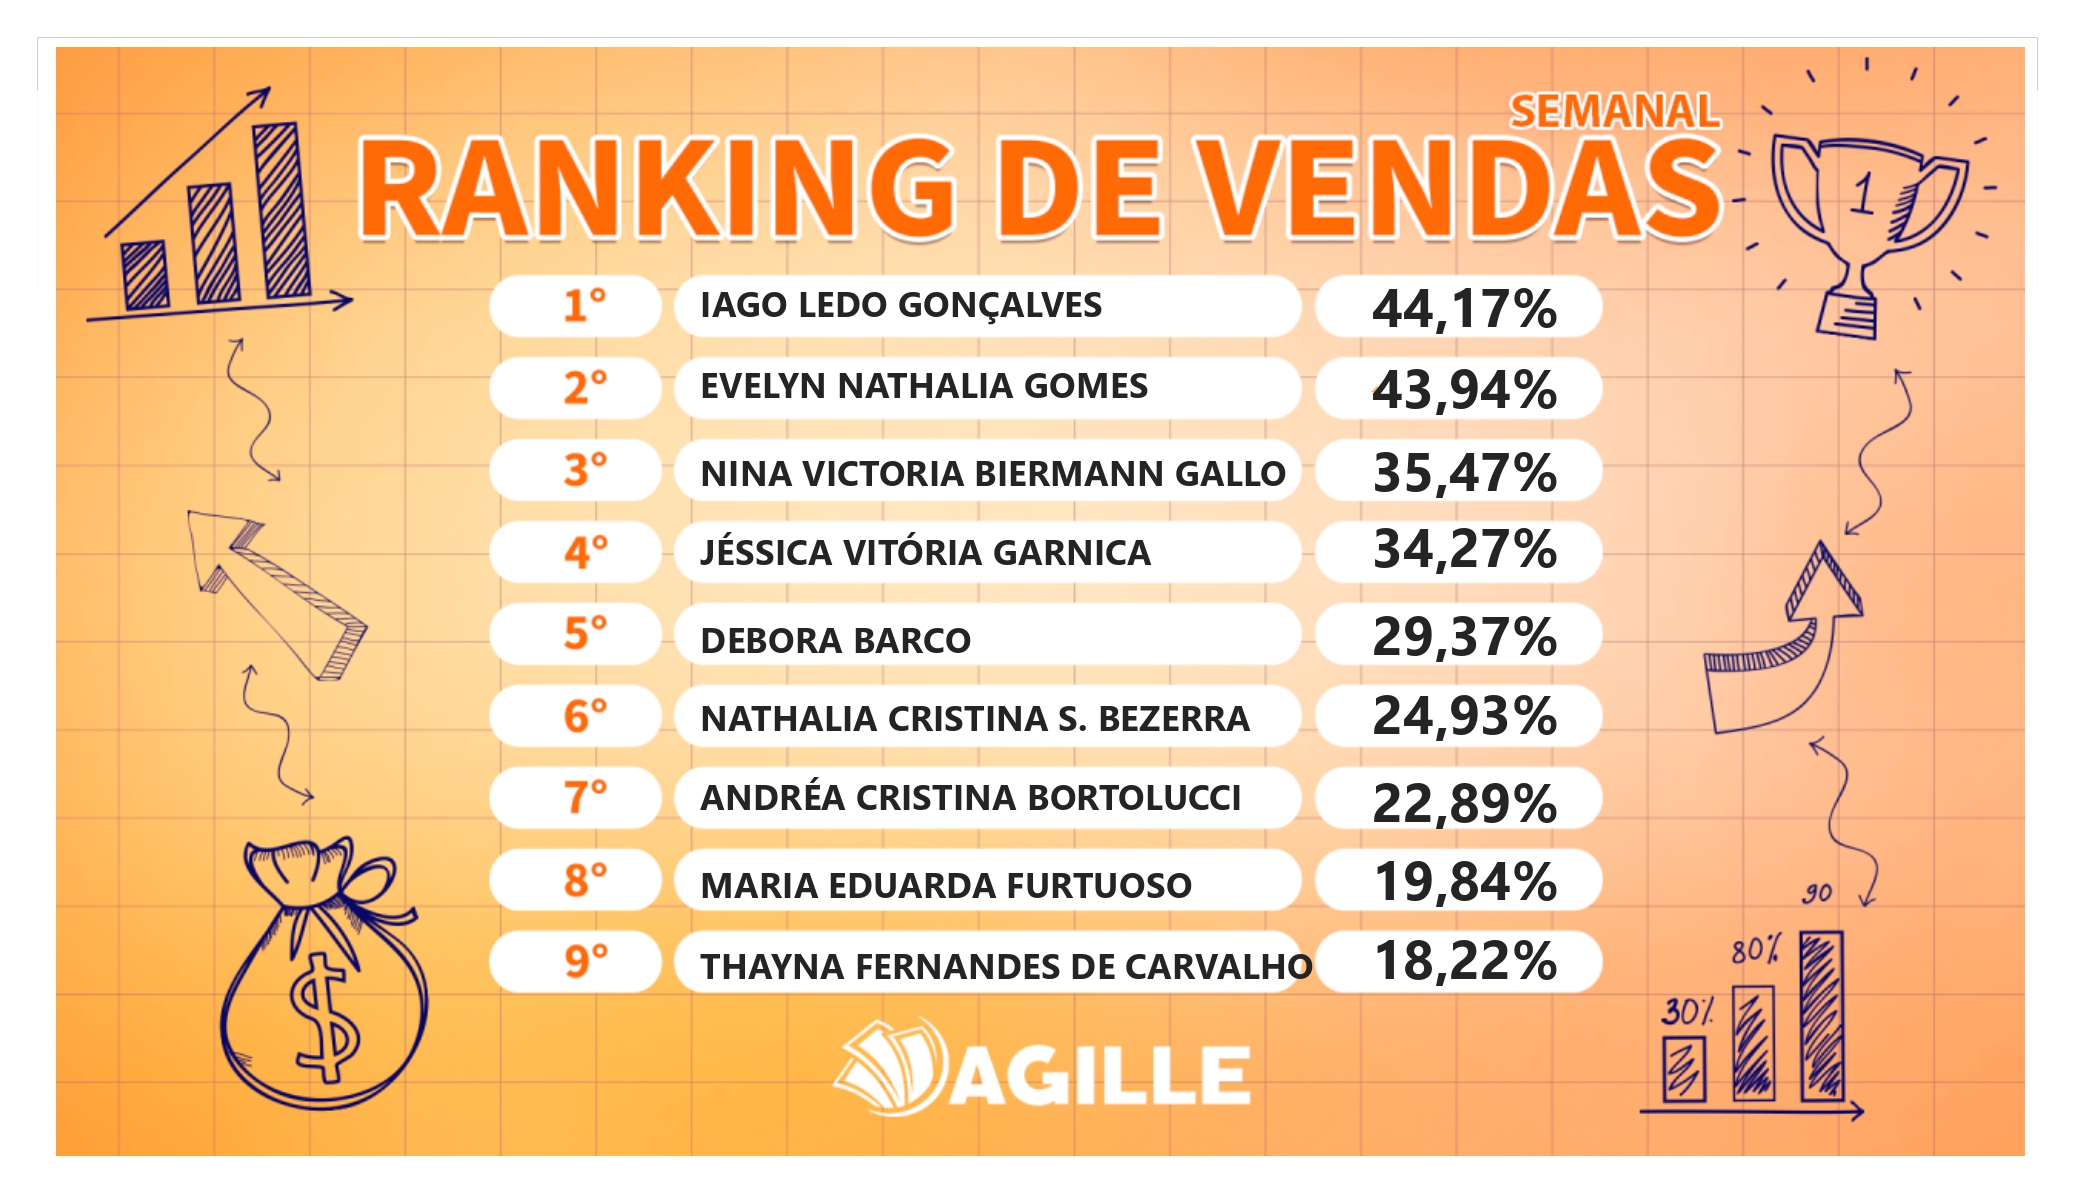 SEMANAL
RANKING DE VENDAS
1
1° IAGO LEDO GONÇALVES 44,17%
2° EVELYN NATHALIA GOMES 43,94%
3° NINA VICTORIA BIERMANN GALLO 35,47%
4° JÉSSICA VITÓRIA GARNICA 34,27%
5° DEBORA BARCO 29,37%
6° NATHALIA CRISTINA S. BEZERRA 24,93%
7° ANDRÉA CRISTINA BORTOLUCCI 22,89%
8° MARIA EDUARDA FURTUOSO 19,84%
9° THAYNA FERNANDES DE CARVALHO 18,22%
$
30% 80% 90
AGILLE